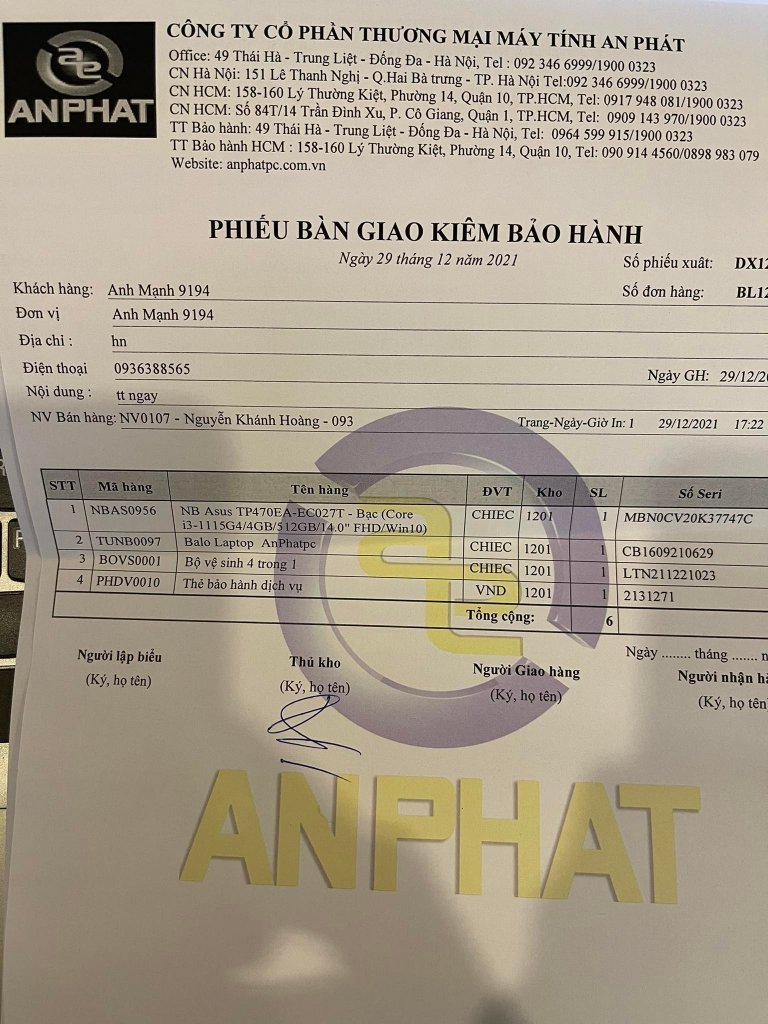 ANPHAT
CÔNG TY CỔ PHẦN THƯƠNG MẠI MÁY TÍNH AN PHÁT
Office: 49 Thái Hà - Trung Liệt - Đống Đa - Hà Nội, Tel : 092 346 6999/1900 0323
CN Hà Nội: 151 Lê Thanh Nghị - Q.Hai Bà trưng - TP. Hà Nội Tel:092 346 6999/1900 0323
CN HCM: 158-160 Lý Thường Kiệt, Phường 14, Quận 10, TP.HCM, Tel: 0917 948 081/1900 0323
CN HCM: Số 84T/14 Trần Đình Xu, P. Cô Giang, Quận 1, TP.HCM, Tel: 0909 143 970/1900 0323
TT Bảo hành: 49 Thái Hà - Trung Liệt - Đống Đa - Hà Nội, Tel: 0964 599 915/1900 0323
TT Bảo hành HCM : 158-160 Lý Thường Kiệt, Phường 14, Quận 10, Tel: 090 914 4560/0898 983 079
Website: anphatpc.com.vn
PHIẾU BÀN GIAO KIÊM BẢO HÀNH
Ngày 29 tháng 12 năm 2021
Số phiếu xuât: DX12
Khách hàng: Anh Mạnh 9194
Số đơn hàng: BL12
Đơn vị Anh Mạnh 9194
Địa chỉ : hn
Điện thoại 0936388565
Ngày GH: 29/12/20
Nội dung : tt ngay
NV Bán hàng: NV0107 - Nguyễn Khánh Hoàng - 093 Trang-Ngày-Giờ In: 1 29/12/2021 17:22
STT Mã hàng Tên hàng ĐVT Kho SL Số Seri
1 NBAS0956 NB Asus TP470EA-EC027T - Bạc (Core i3-1115G4/4GB/512GB/14.0" FHD/Win10) CHIEC 1201 1 MBN0CV20K37747C
2 TUNB0097 Balo Laptop AnPhatpc CHIEC 1201 1 CB1609210629
3 BOVS0001 Bộ vệ sinh 4 trong 1 CHIEC 1201 1 LTN211221023
4 PHDV0010 Thẻ bảo hành dịch vụ VND 1201 1 2131271
Tổng cộng: 6
Ngày ........ tháng ....... n
Người lập biểu Thủ kho Người Giao hàng Người nhận hà
(Ký, họ tên) (Ký, họ tên) (Ký, họ tên) (Ký, họ tên
ANPHAT